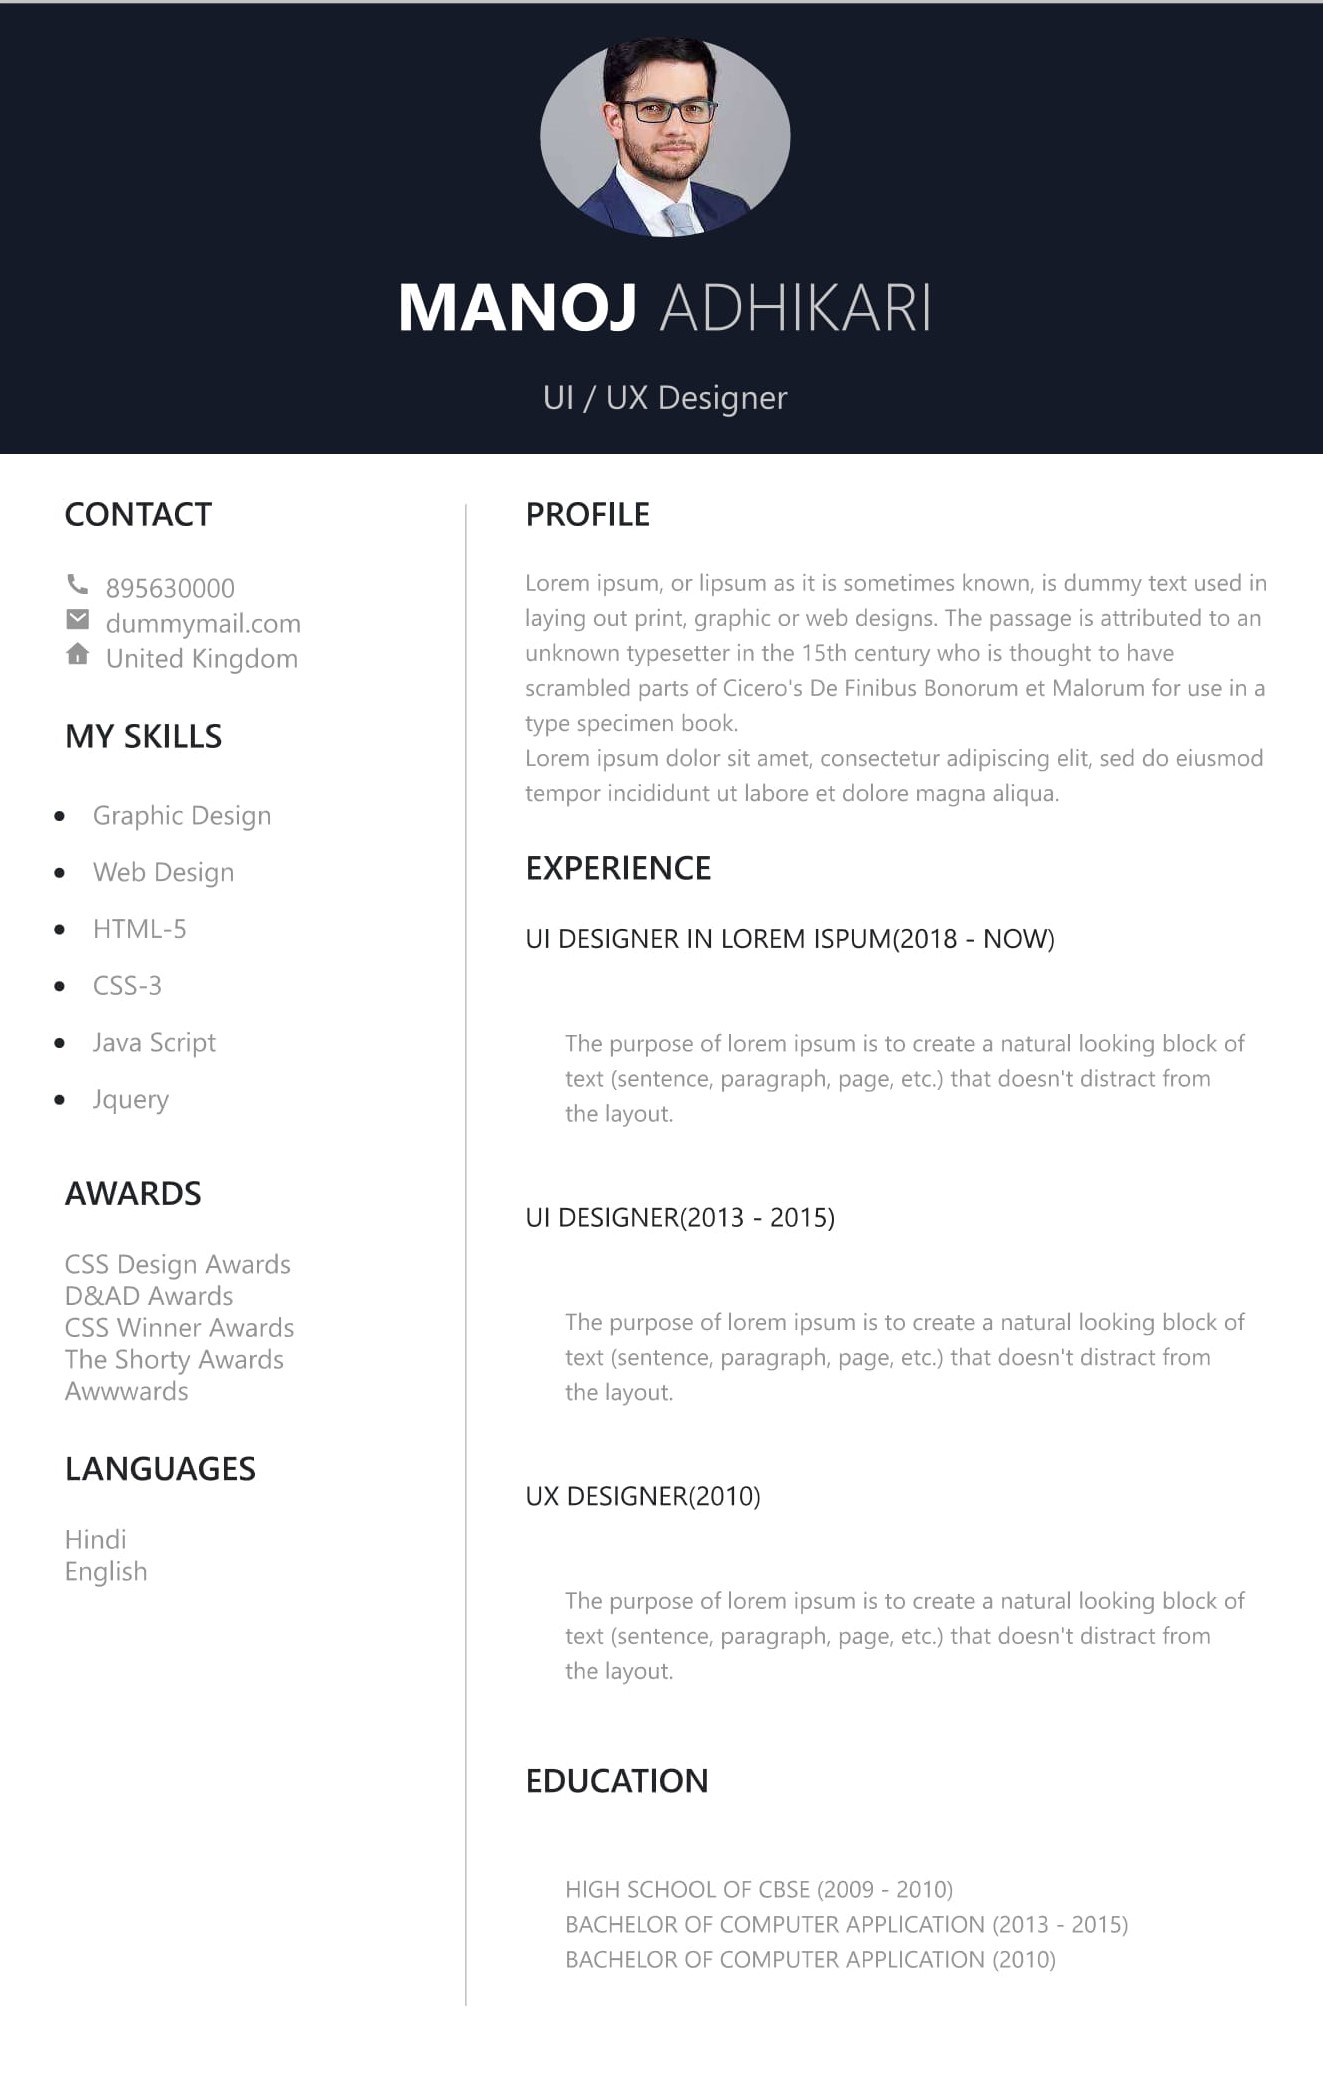 MANOJ ADHIKARI
UI / UX Designer
CONTACT
895630000
dummymail.com
United Kingdom
MY SKILLS
Graphic Design
Web Design
HTML-5
CSS-3
Java Script
Jquery
AWARDS
CSS Design Awards
D&AD Awards
CSS Winner Awards
The Shorty Awards
Awwwards
LANGUAGES
Hindi
English
PROFILE
Lorem ipsum, or lipsum as it is sometimes known, is dummy text used in
laying out print, graphic or web designs. The passage is attributed to an
unknown typesetter in the 15th century who is thought to have
scrambled parts of Cicero's De Finibus Bonorum et Malorum for use in a
type specimen book.
Lorem ipsum dolor sit amet, consectetur adipiscing elit, sed do eiusmod
tempor incididunt ut labore et dolore magna aliqua.
EXPERIENCE
UI DESIGNER IN LOREM ISPUM(2018 - NOW)
The purpose of lorem ipsum is to create a natural looking block of
text (sentence, paragraph, page, etc.) that doesn't distract from
the layout.
UI DESIGNER(2013 - 2015)
The purpose of lorem ipsum is to create a natural looking block of
text (sentence, paragraph, page, etc.) that doesn't distract from
the layout.
UX DESIGNER(2010)
The purpose of lorem ipsum is to create a natural looking block of
text (sentence, paragraph, page, etc.) that doesn't distract from
the layout.
EDUCATION
HIGH SCHOOL OF CBSE (2009 - 2010)
BACHELOR OF COMPUTER APPLICATION (2013 - 2015)
BACHELOR OF COMPUTER APPLICATION (2010)